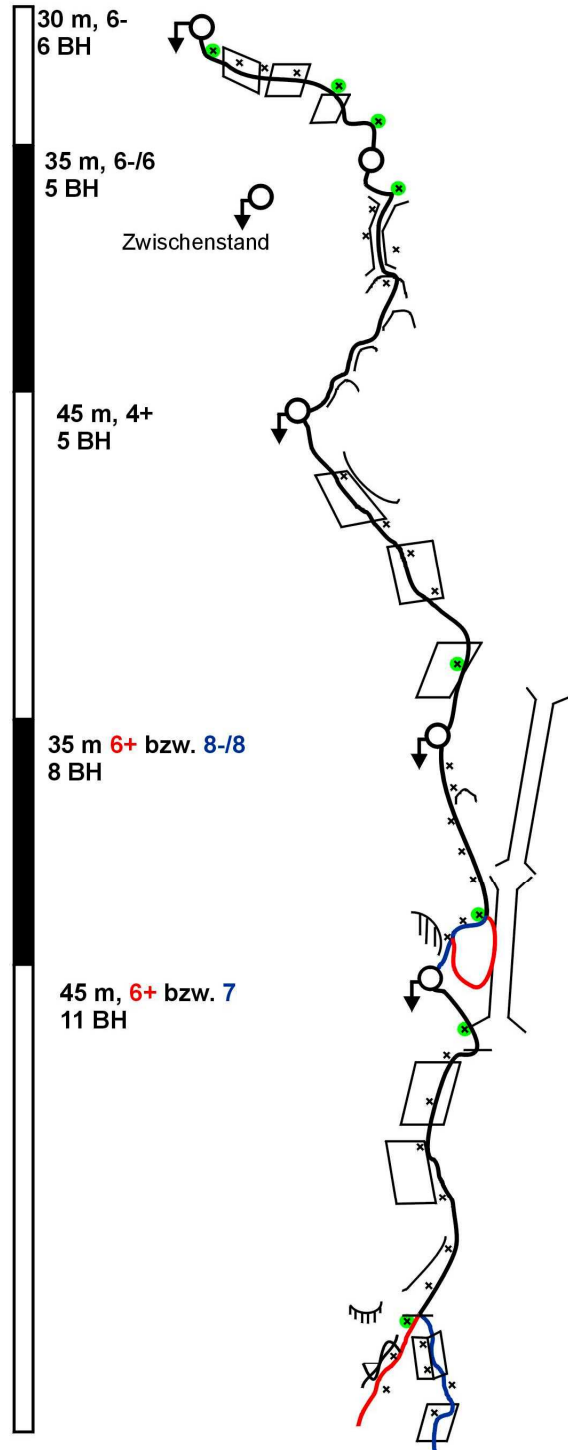 30 m, 6-
6 BH
35 m, 6-/6
5 BH
Zwischenstand
45 m, 4+
5 BH
35 m 6+ bzw. 8-/8
8 BH
45 m, 6+ bzw. 7
11 BH